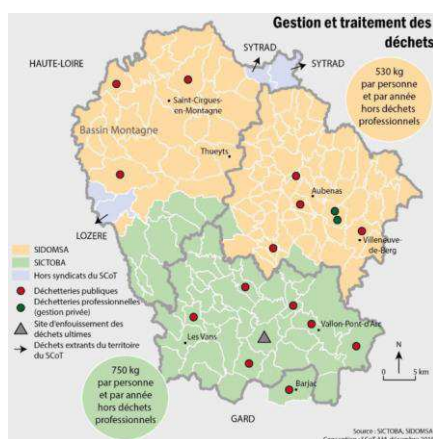 Gestion et traitement des
déchets
HAUTE-LOIRE
SYTRAD
SYTRAD
530 kg
par personne
et par année
hors déchets
professionnels
Saint-Cirgues-
en-Montagne
Bassin Montagne
Thueyts
Aubenas
Villeneuve-
de-Berg
LOZERE
SIDOMSA
SICTOBA
Hors syndicats du SCoT
Déchetteries publiques
Déchetteries professionnelles
(gestion privée)
Site d'enfouissement des
déchets ultimes
Déchets extrants du territoire
du SCoT
Les Vans
Vallon-Pont d'Arc
750 kg
par personne
et par année
hors déchets
professionnels
Barjac
GARD
N
0
5 km
Source : SICTOBA, SIDOMSA